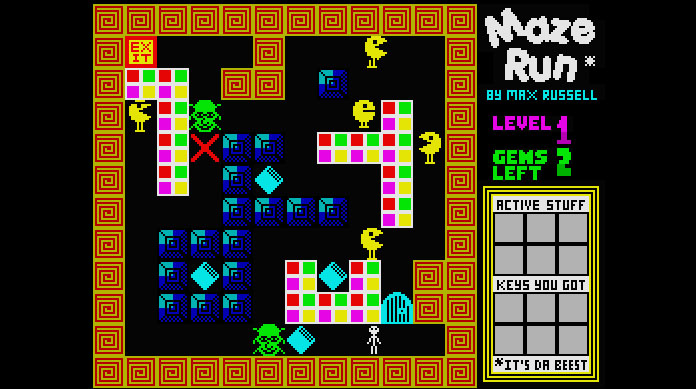 EX
IT
Maze
Run*
BY MAX RUSSELL
LEVEL 1
GEMS
LEFT 2
ACTIVE STUFF
KEYS YOU GOT
*IT'S DA BEEST